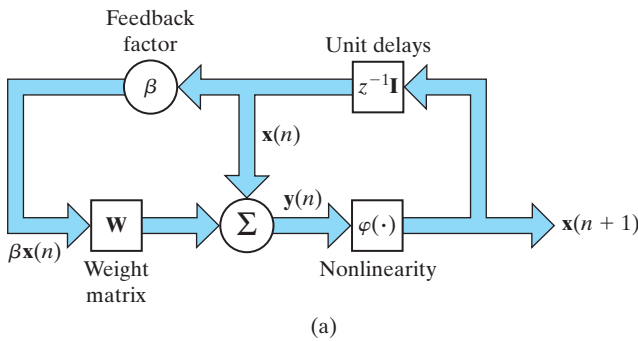 Feedback
factor
Unit delays
β
z⁻¹I
x(n)
y(n)
W
Σ
φ(·)
x(n + 1)
βx(n)
Weight
matrix
Nonlinearity
(a)